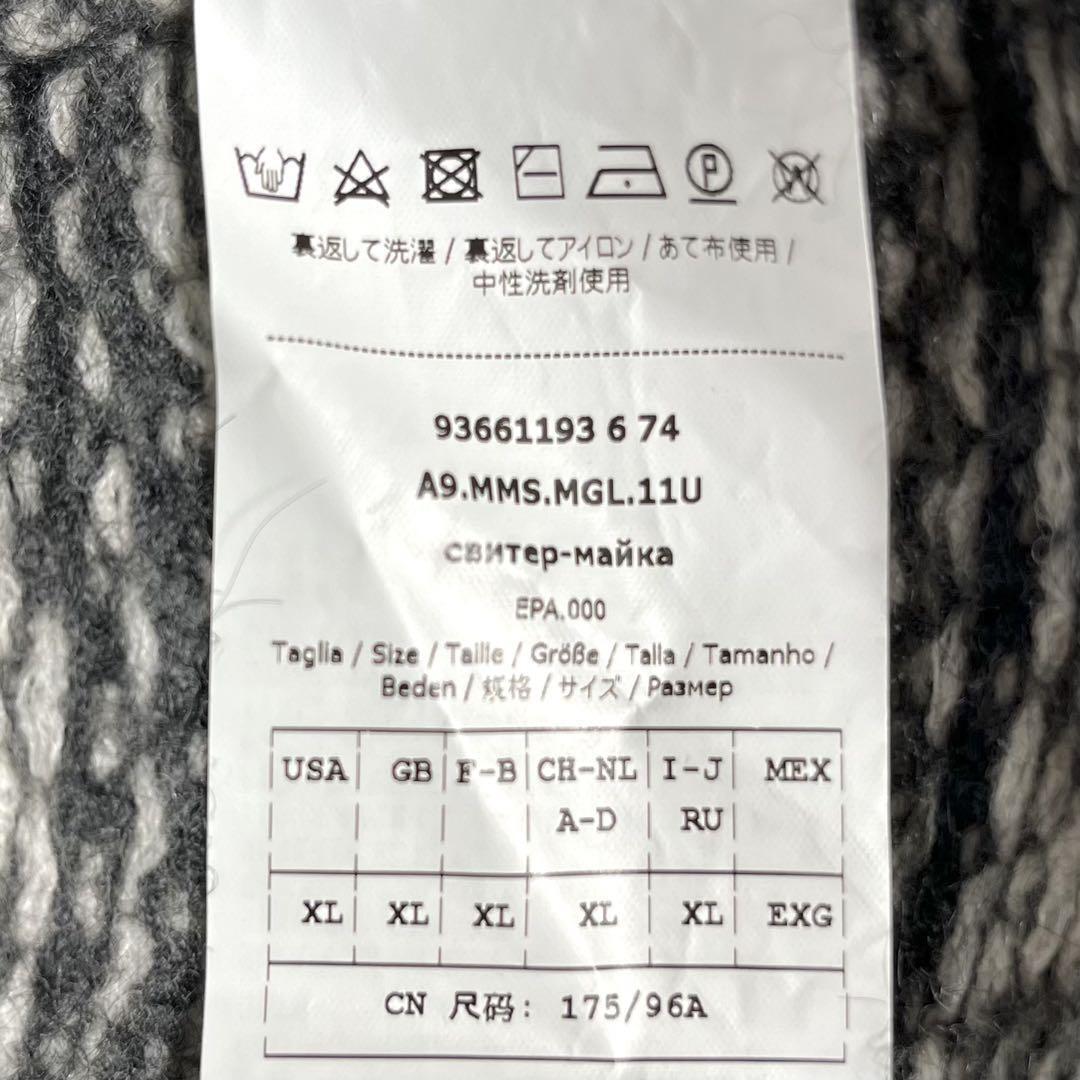 裏返して洗濯 / 裏返してアイロン / あて布使用 /
中性洗剤使用
93661193 6 74
A9.MMS.MGL.11U
свитер-майка
EPA.000
Taglia / Size / Taille / Größe / Talla / Tamanho /
Beden / 规格 / サイズ / Размер
USA GB F-B CH-NL I-J MEX
A-D RU
XL XL XL XL XL EXG
CN 尺码: 175/96A